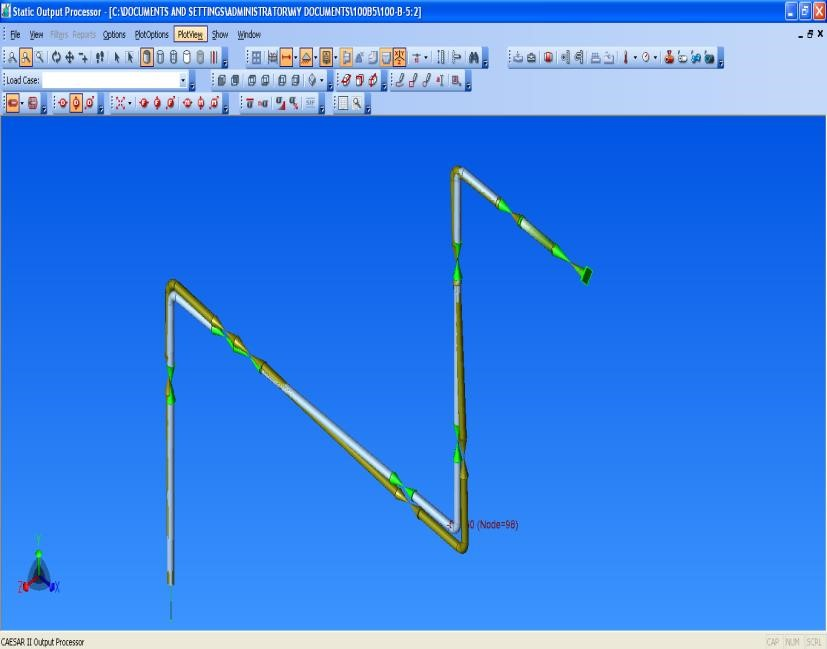 Static Output Processor - [C:\DOCUMENTS AND SETTINGS\ADMINISTRATOR\MY DOCUMENTS\100B5\100-B-5:2]
File View Filters Reports Options PlotOptions PlotView Show Window
Load Case:
0 (Node=98)
Y
Z
X
CAESAR II Output Processor
CAP NUM SCRL